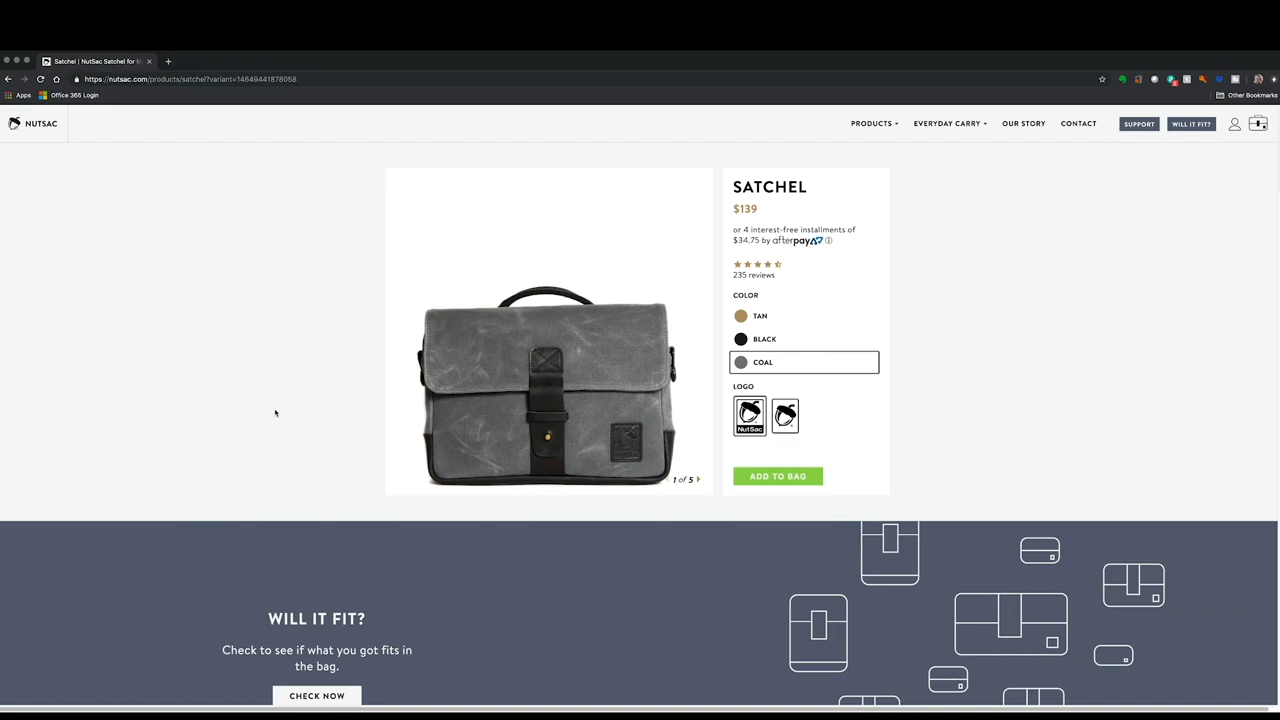 Satchel | NutSac Satchel for M
https://nutsac.com/products/satchel?variant=14649441878058
Apps
Office 365 Login
Other Bookmarks
NUTSAC
PRODUCTS
EVERYDAY CARRY
OUR STORY
CONTACT
SUPPORT
WILL IT FIT?
SATCHEL
$139
or 4 interest-free installments of
$34.75 by afterpay
235 reviews
COLOR
TAN
BLACK
COAL
LOGO
NutSac
ADD TO BAG
1 of 5
WILL IT FIT?
Check to see if what you got fits in
the bag.
CHECK NOW